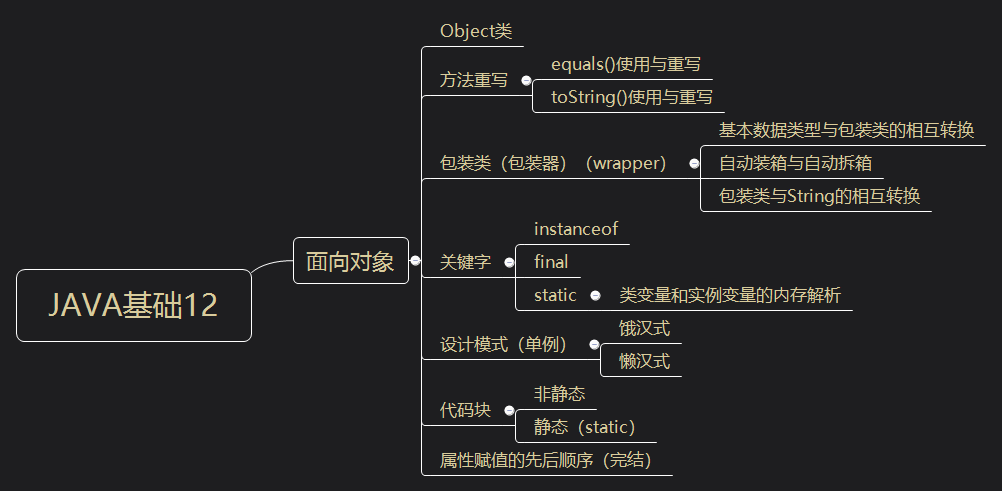 Object类
方法重写
equals()使用与重写
toString()使用与重写
包装类（包装器）（wrapper）
基本数据类型与包装类的相互转换
自动装箱与自动拆箱
包装类与String的相互转换
JAVA基础12
面向对象
关键字
instanceof
final
static
类变量和实例变量的内存解析
设计模式（单例）
饿汉式
懒汉式
代码块
非静态
静态（static）
属性赋值的先后顺序（完结）